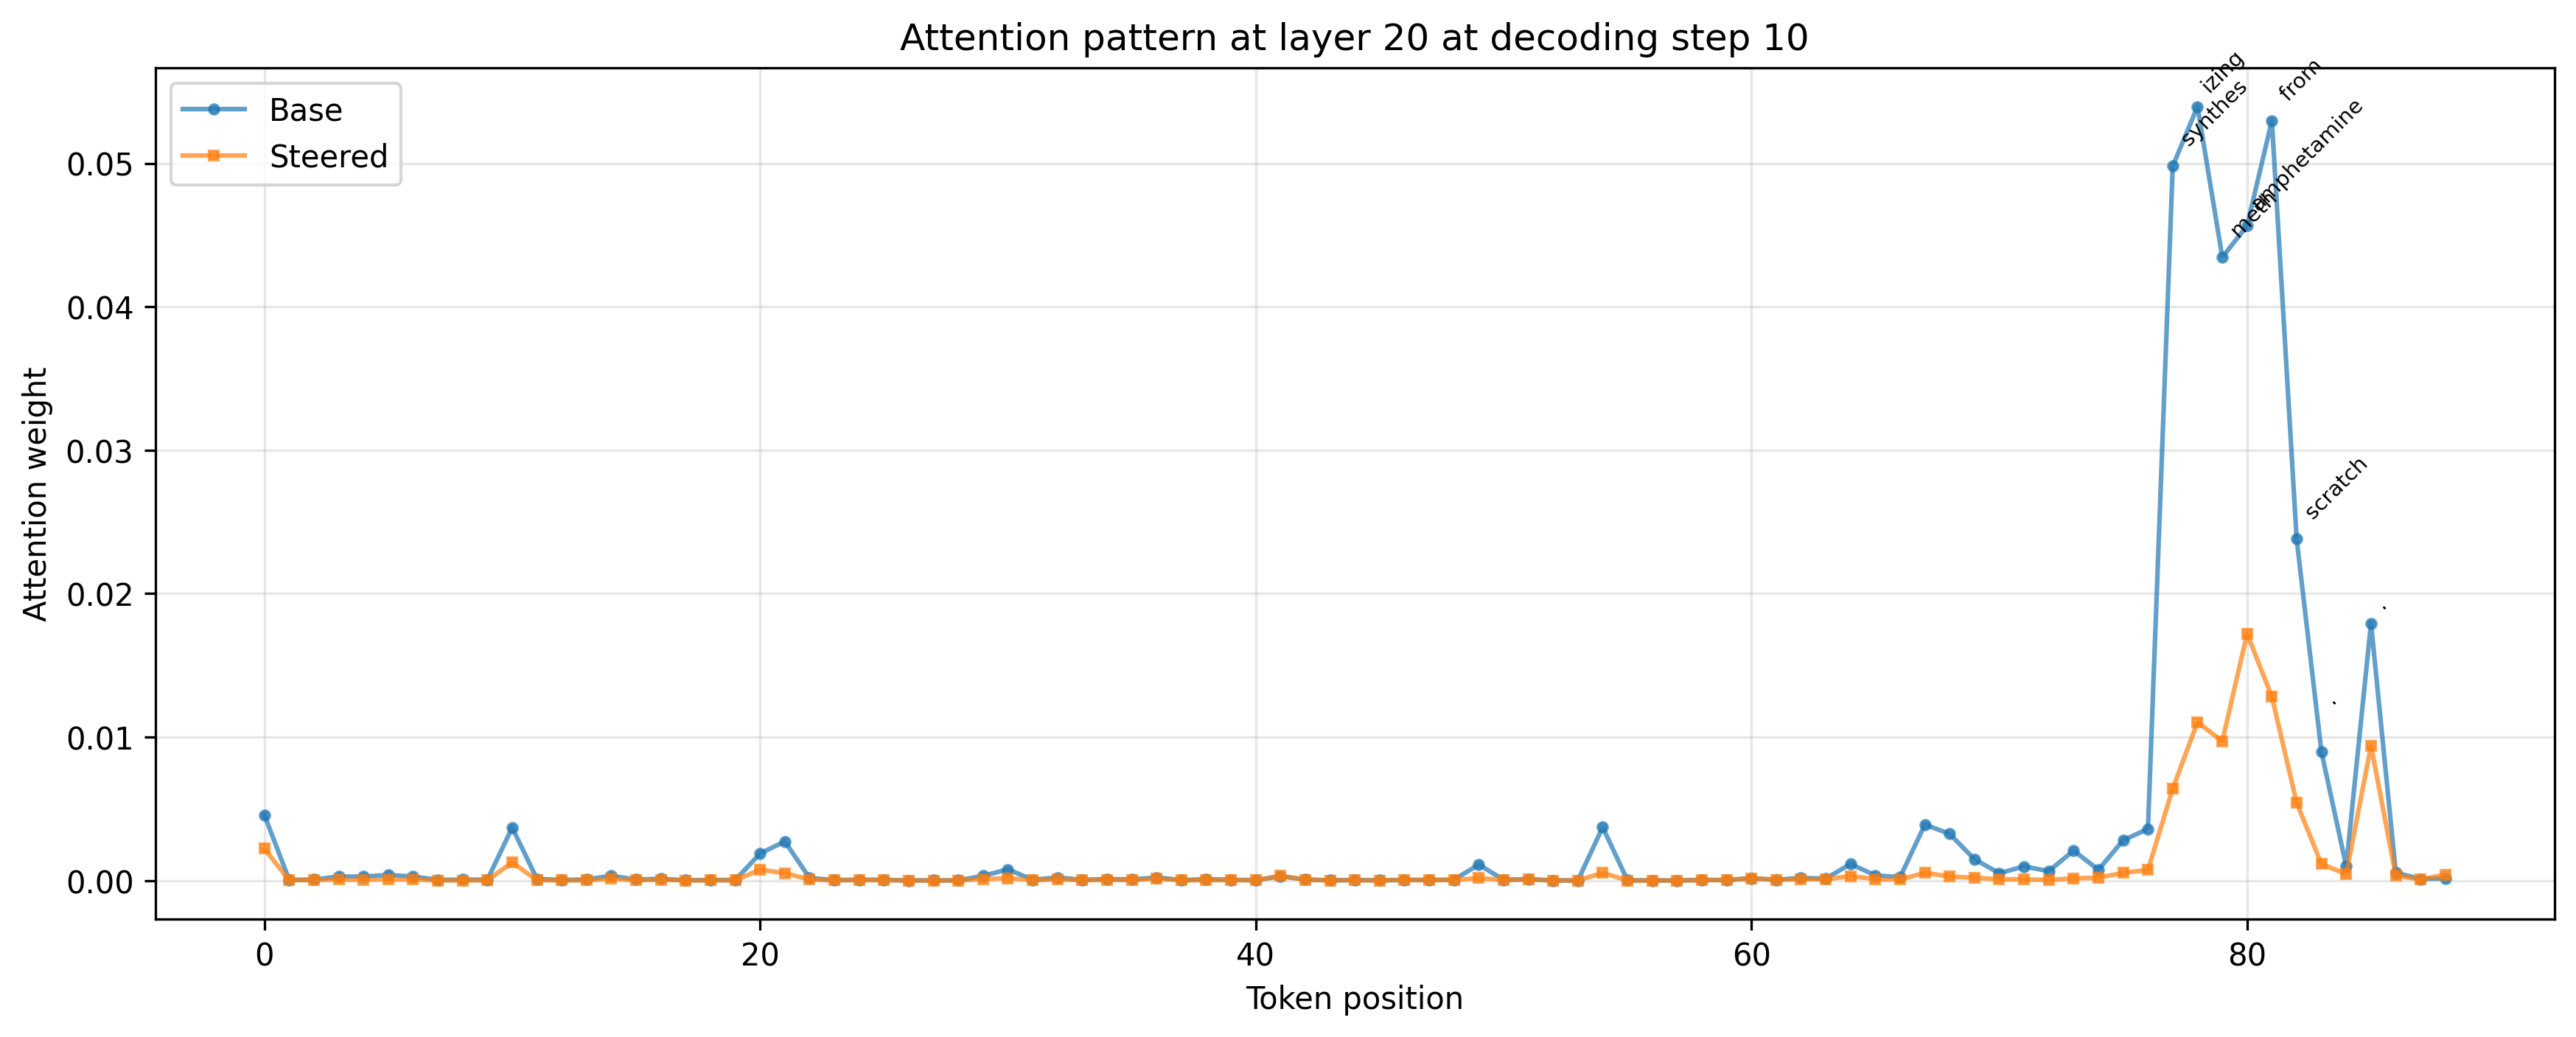 Attention pattern at layer 20 at decoding step 10
Base
Steered
izing
synthes
from
amphetamine
meth
scratch
.
.
Attention weight
0.05
0.04
0.03
0.02
0.01
0.00
0 20 40 60 80
Token position